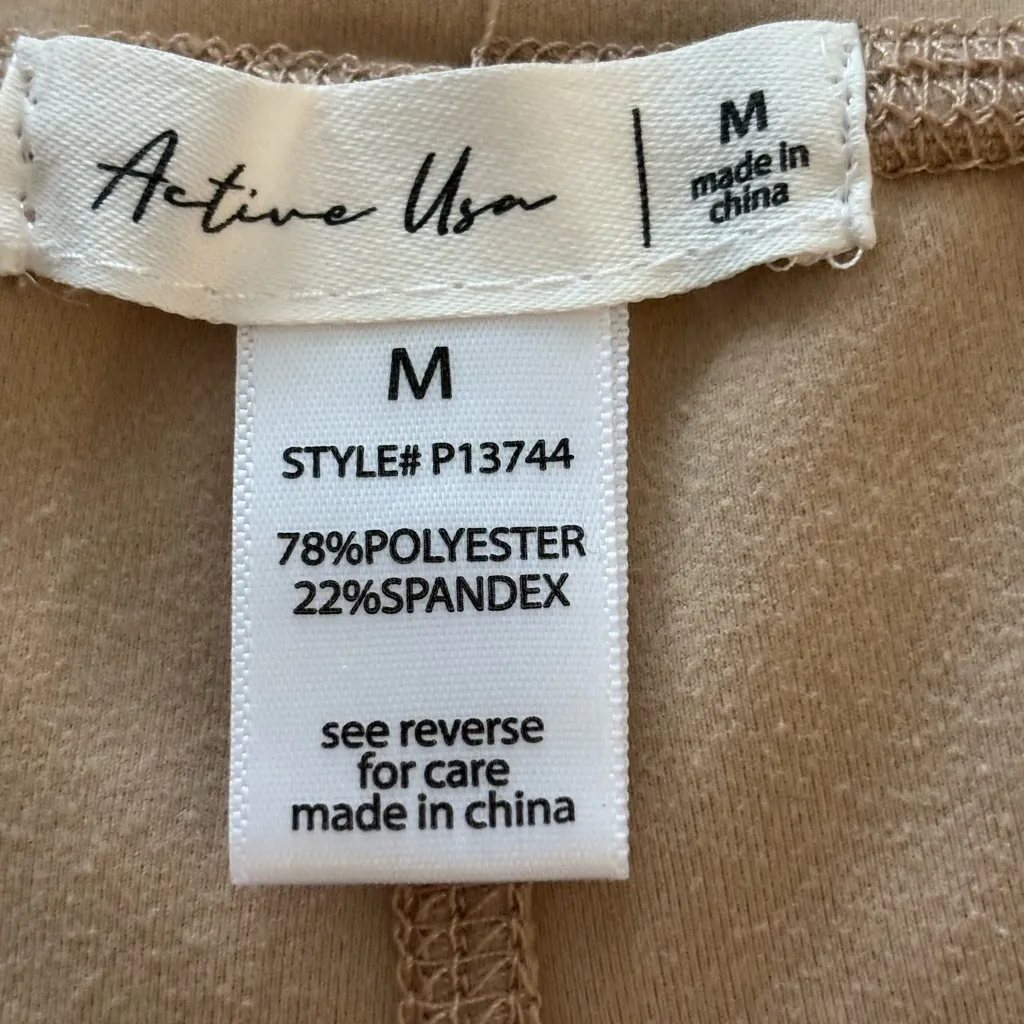 Active Usa
M
made in
china
M
STYLE# P13744
78%POLYESTER
22%SPANDEX
see reverse
for care
made in china